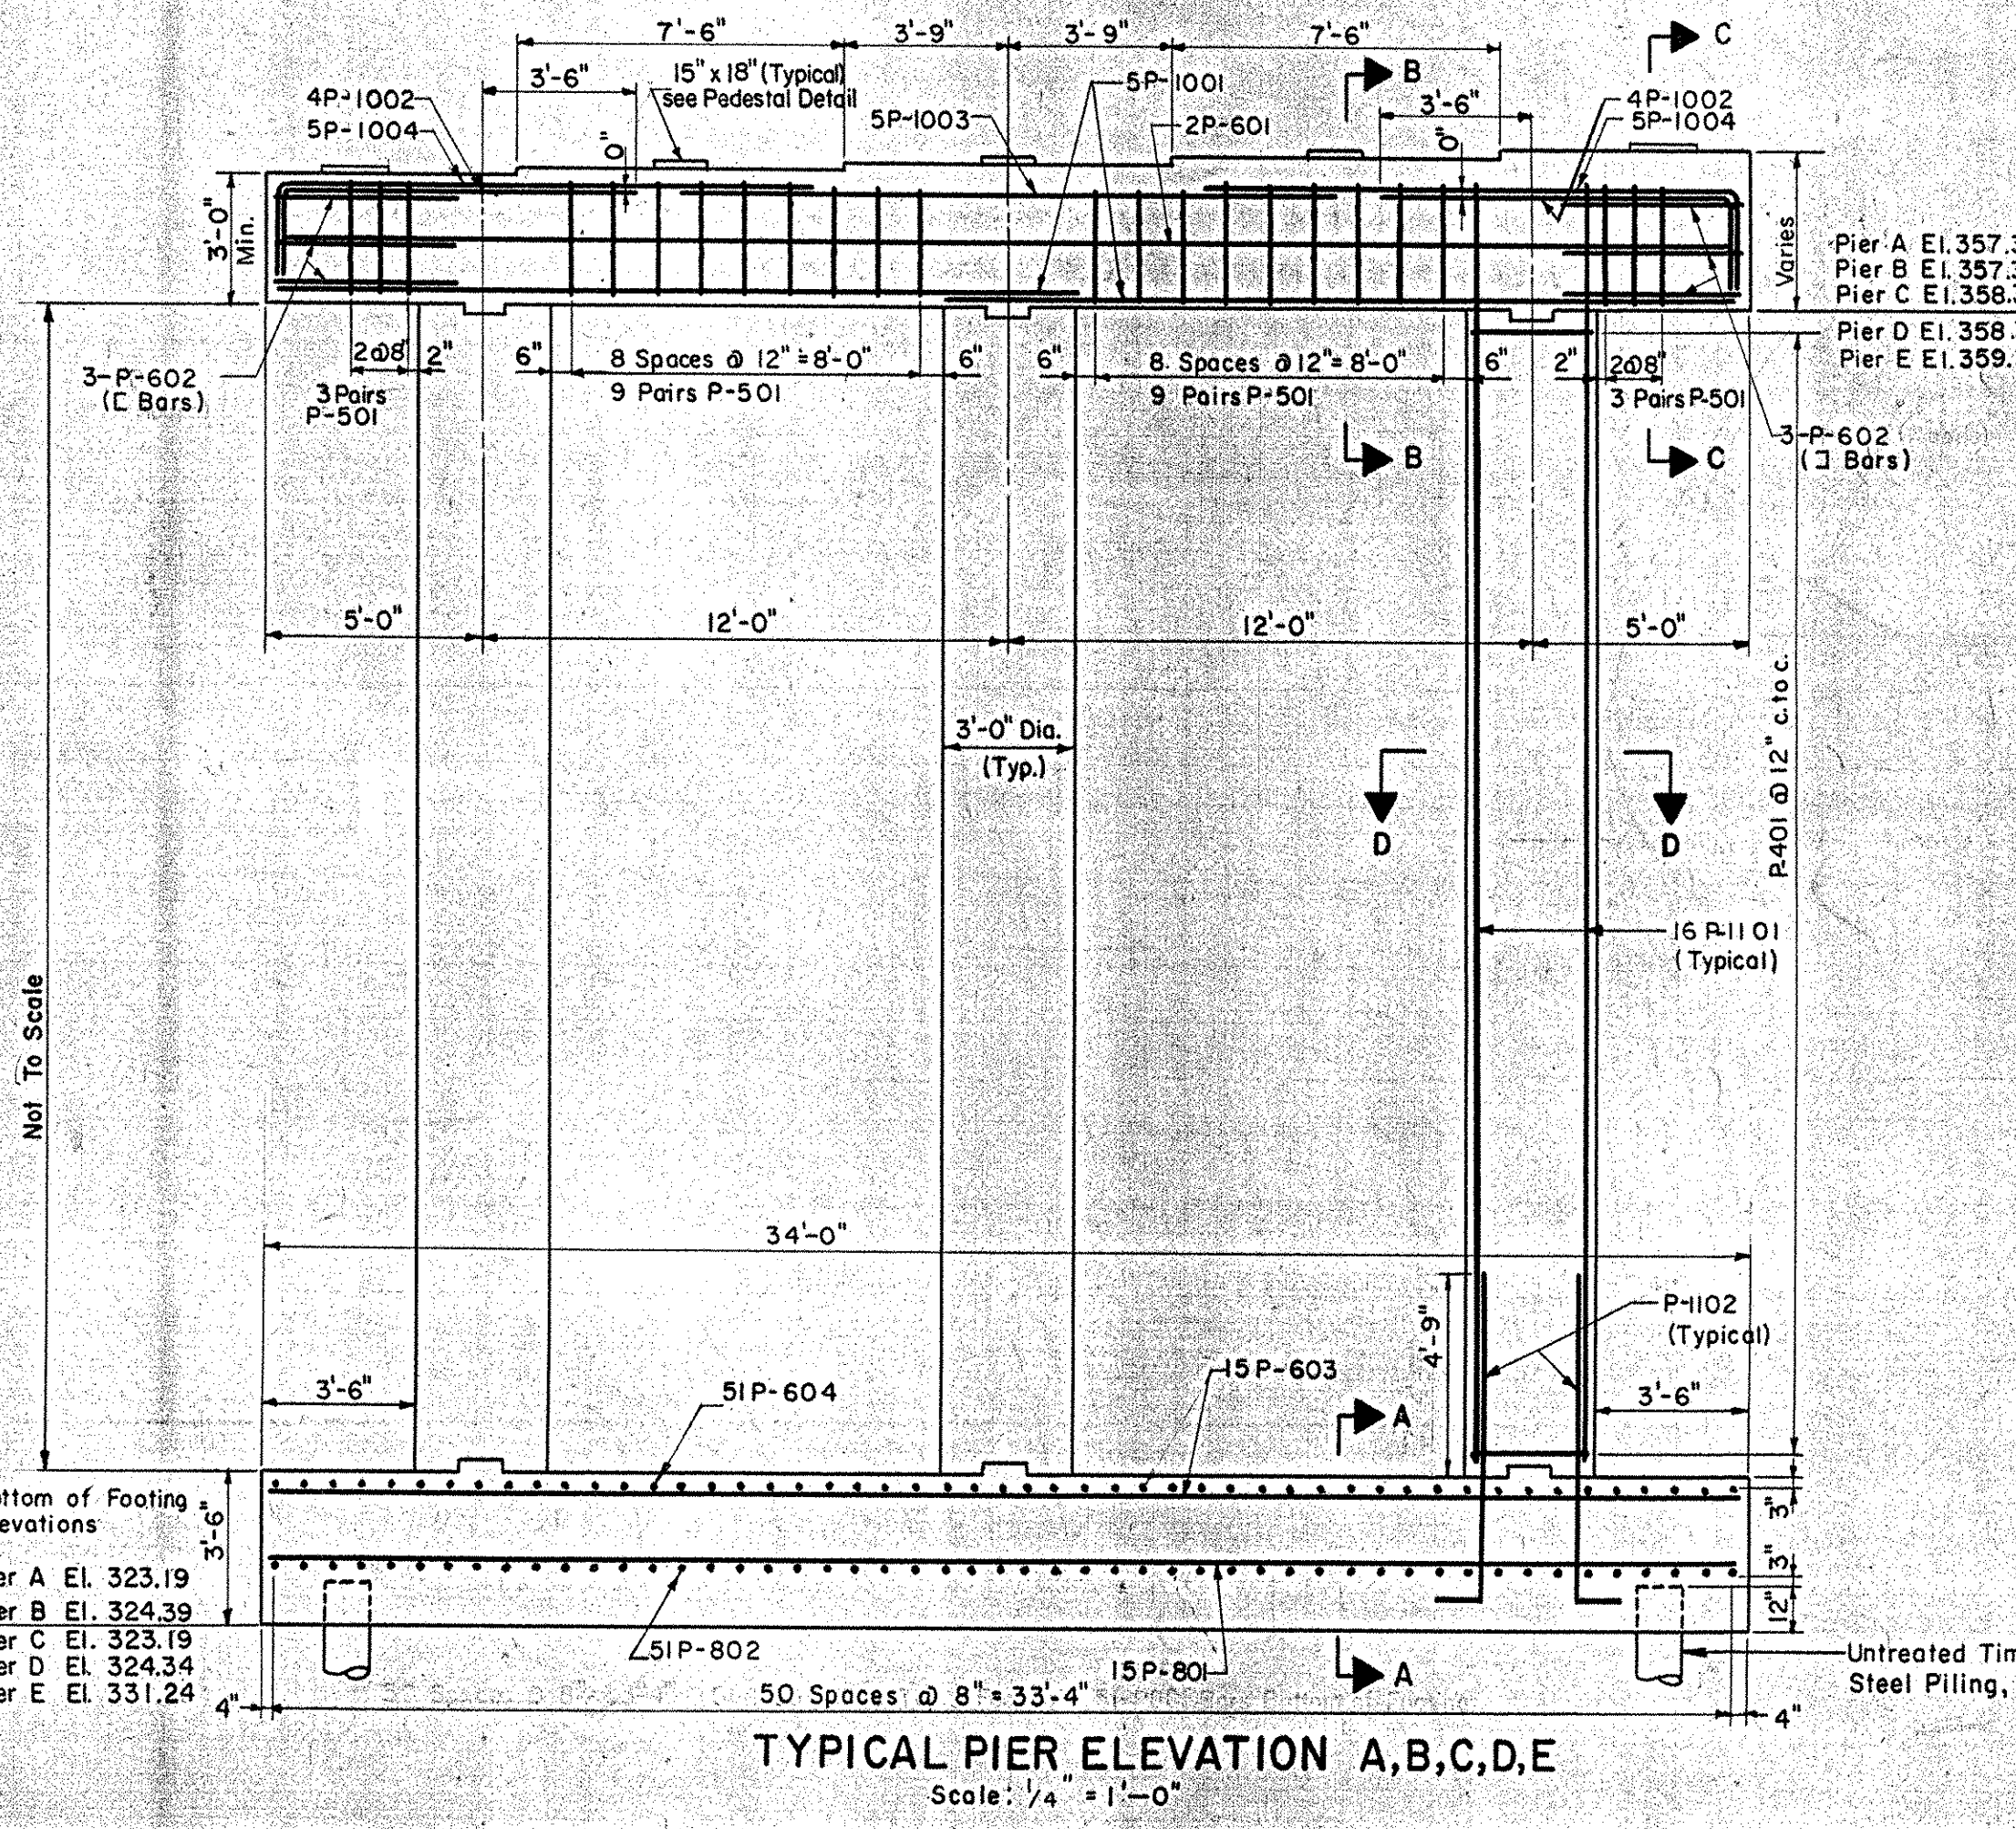 7'-6"
3'-9"
3'-9"
7'-6"
C
3'-6"
15" x 18" (Typical)
see Pedestal Detail
5P-1001
B
3'-6"
4P-1002
5P-1004
0"
5P-1003
2P-601
0"
4P-1002
5P-1004
3'-0"
Min.
Varies
Pier A El. 357.
Pier B El. 357.
Pier C El. 358.
Pier D El. 358.
Pier E El. 359.
3-P-602
(⊏ Bars)
2@8"
2"
6"
8 Spaces @ 12" = 8'-0"
6"
6"
8 Spaces @ 12" = 8'-0"
6"
2"
2@8"
3 Pairs
P-501
9 Pairs P-501
9 Pairs P-501
3 Pairs P-501
3-P-602
(⊐ Bars)
B
C
5'-0"
12'-0"
12'-0"
5'-0"
3'-0" Dia.
(Typ.)
D
D
P-401 @ 12" c. to c.
16 P-1101
(Typical)
Not To Scale
34'-0"
4'-9"
P-1102
(Typical)
3'-6"
51P-604
15P-603
A
3'-6"
ottom of Footing
evations
3'-6"
3"
3"
12"
er A El. 323.19
er B El. 324.39
er C El. 323.19
er D El. 324.34
er E El. 331.24
51P-802
15P-801
A
Untreated Tim
Steel Piling,
4"
50 Spaces @ 8" = 33'-4"
4"
TYPICAL PIER ELEVATION A,B,C,D,E
Scale: 1/4" = 1'-0"